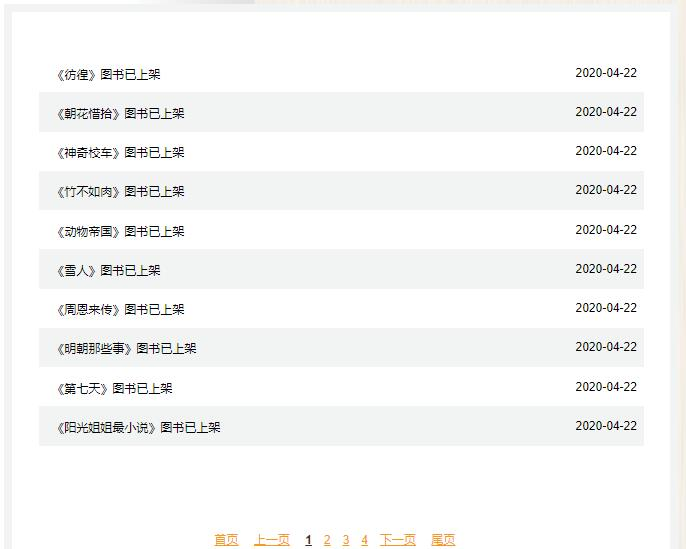 《彷徨》图书已上架 2020-04-22
《朝花惜拾》图书已上架 2020-04-22
《神奇校车》图书已上架 2020-04-22
《竹不如肉》图书已上架 2020-04-22
《动物帝国》图书已上架 2020-04-22
《雪人》图书已上架 2020-04-22
《周恩来传》图书已上架 2020-04-22
《明朝那些事》图书已上架 2020-04-22
《第七天》图书已上架 2020-04-22
《阳光姐姐最小说》图书已上架 2020-04-22
首页 上一页 1 2 3 4 下一页 尾页